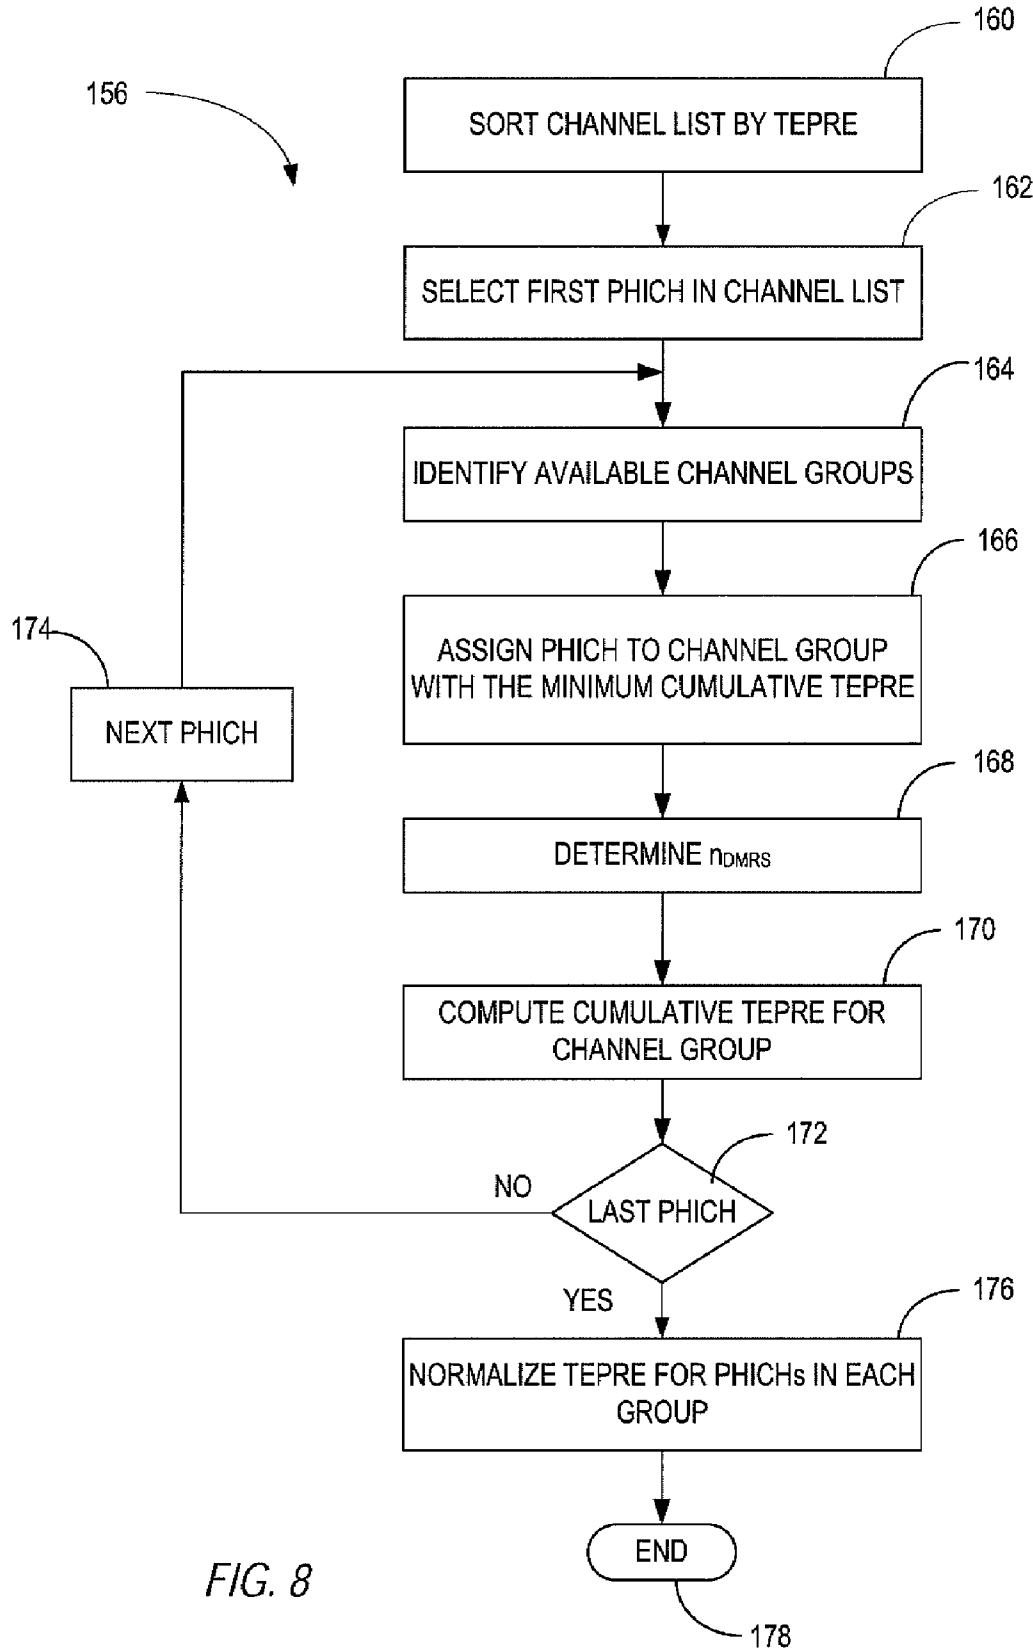 160
156
SORT CHANNEL LIST BY TEPRE
162
SELECT FIRST PHICH IN CHANNEL LIST
164
IDENTIFY AVAILABLE CHANNEL GROUPS
166
174
ASSIGN PHICH TO CHANNEL GROUP
WITH THE MINIMUM CUMULATIVE TEPRE
NEXT PHICH
168
DETERMINE nDMRS
170
COMPUTE CUMULATIVE TEPRE FOR
CHANNEL GROUP
172
NO
LAST PHICH
YES
176
NORMALIZE TEPRE FOR PHICHs IN EACH
GROUP
END
FIG. 8
178